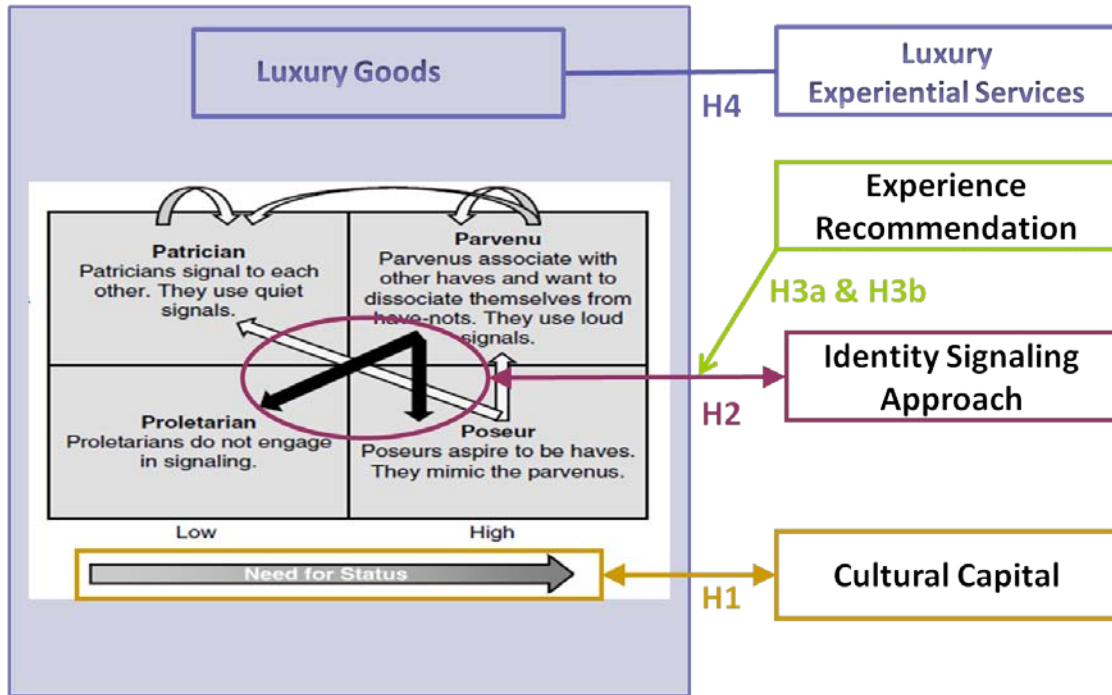 Luxury Goods
Luxury
Experiential Services
H4
Experience
Recommendation
H3a & H3b
Patrician
Patricians signal to each
other. They use quiet
signals.
Parvenu
Parvenus associate with
other haves and want to
dissociate themselves from
have-nots. They use loud
signals.
Identity Signaling
Approach
H2
Proletarian
Proletarians do not engage
in signaling.
Poseur
Poseurs aspire to be haves.
They mimic the parvenus.
Low
High
Need for Status
H1
Cultural Capital